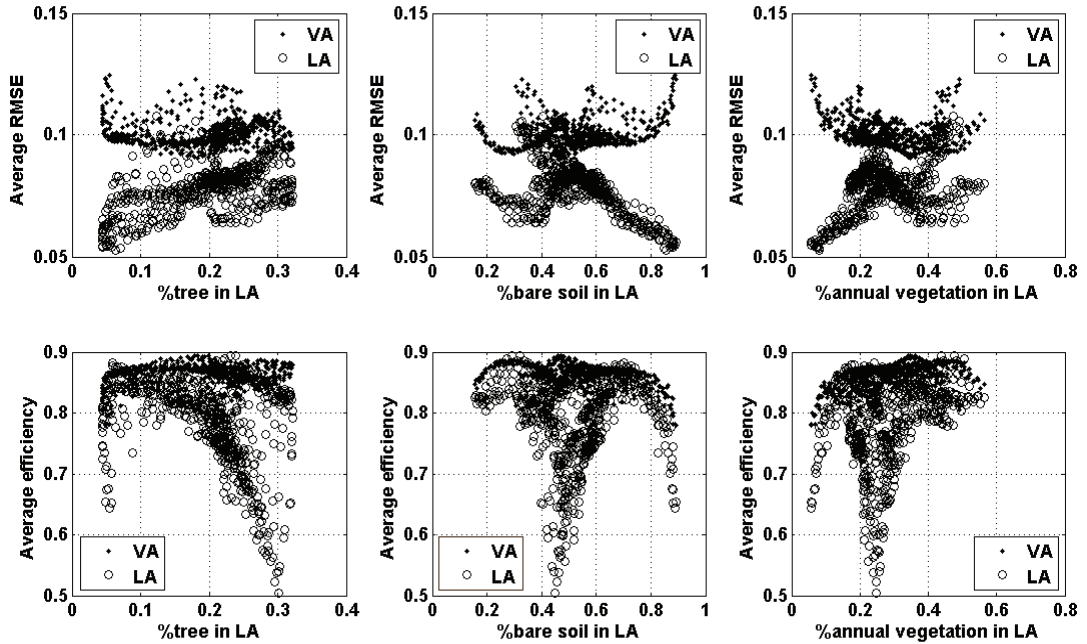 0.15
0.1
0.05
Average RMSE
VA
LA
0 0.1 0.2 0.3 0.4
%tree in LA
0.15
0.1
0.05
Average RMSE
VA
LA
0 0.2 0.4 0.6 0.8 1
%bare soil in LA
0.15
0.1
0.05
Average RMSE
VA
LA
0 0.2 0.4 0.6 0.8
%annual vegetation in LA
0.9
0.8
0.7
0.6
0.5
Average efficiency
VA
LA
0 0.1 0.2 0.3 0.4
%tree in LA
0.9
0.8
0.7
0.6
0.5
Average efficiency
VA
LA
0 0.2 0.4 0.6 0.8 1
%bare soil in LA
0.9
0.8
0.7
0.6
0.5
Average efficiency
VA
LA
0 0.2 0.4 0.6 0.8
%annual vegetation in LA